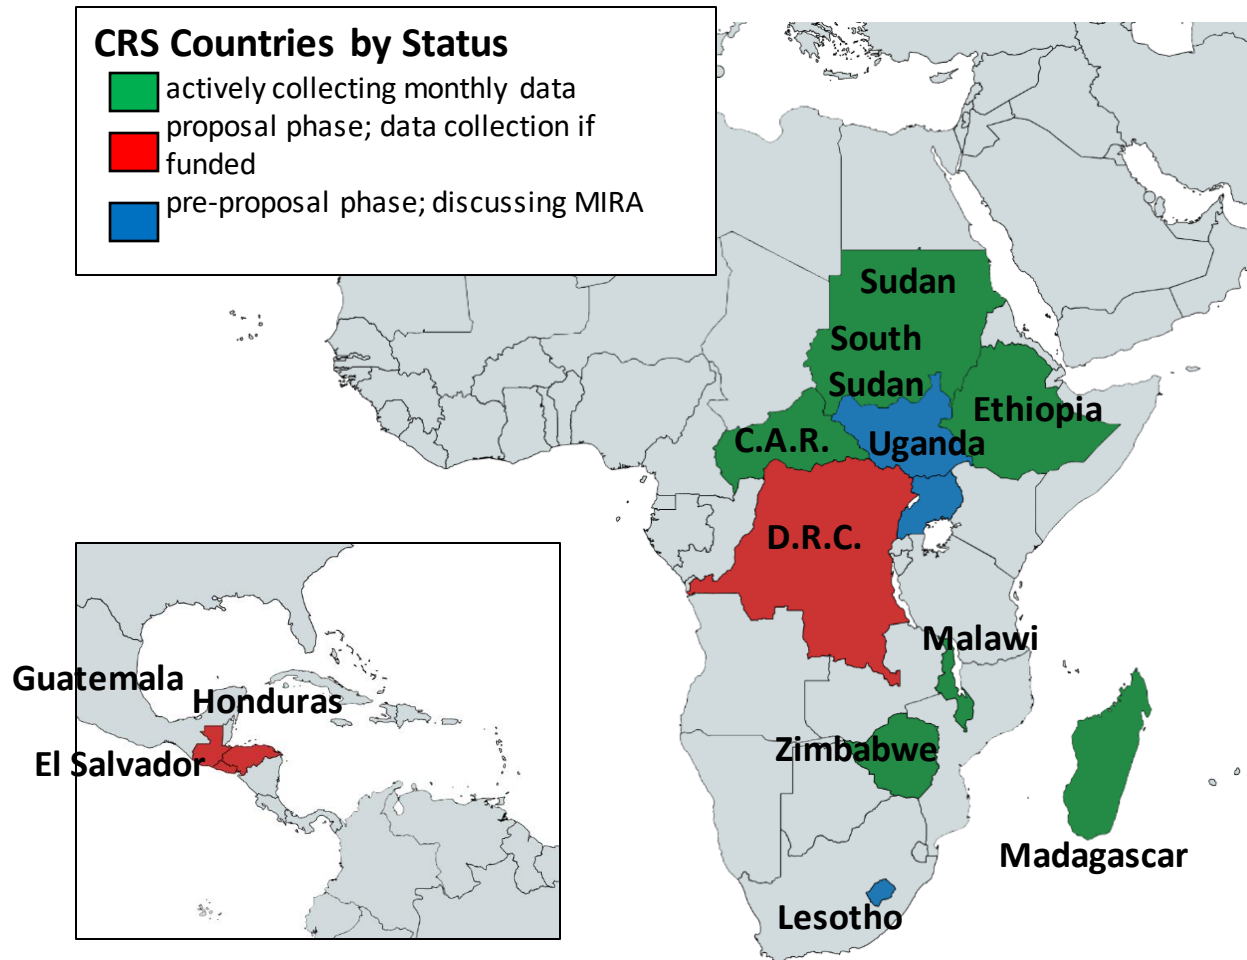 CRS Countries by Status
actively collecting monthly data
proposal phase; data collection if
funded
pre-proposal phase; discussing MIRA
Sudan
South
Sudan
Ethiopia
C.A.R.
Uganda
D.R.C.
Malawi
Zimbabwe
Madagascar
Lesotho
Guatemala
Honduras
El Salvador